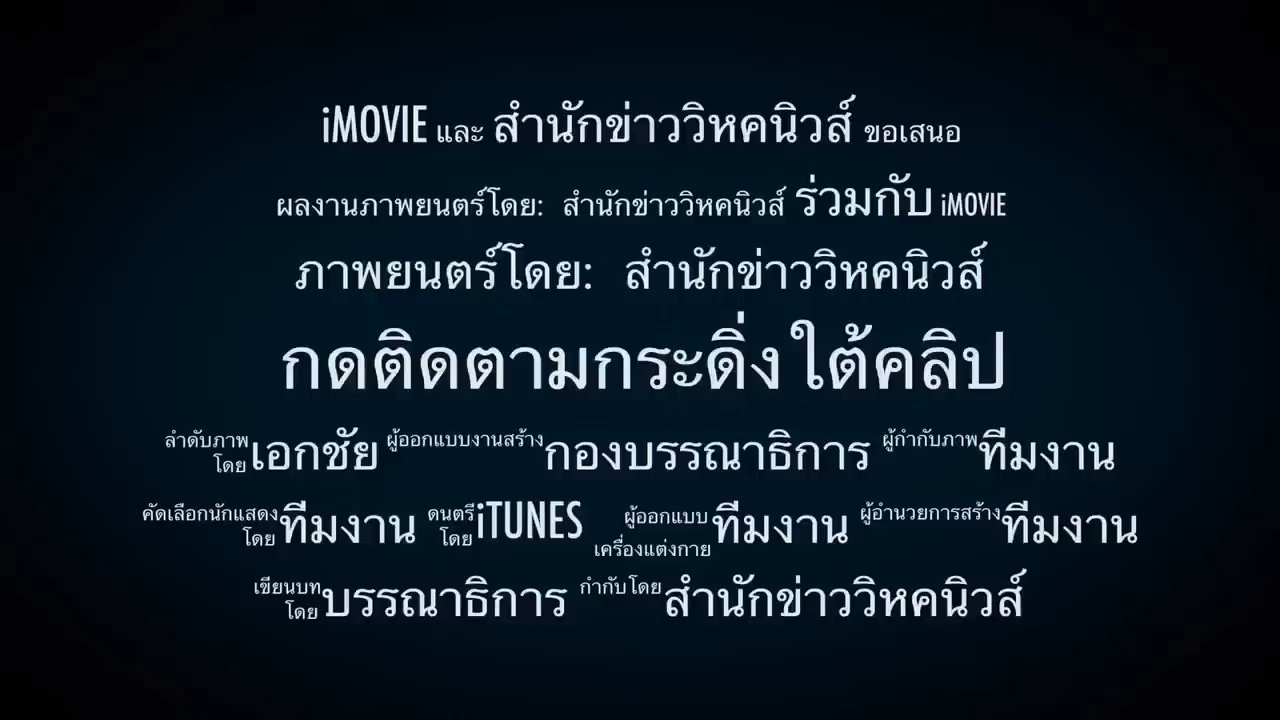 iMOVIE และ สำนักข่าววิหคนิวส์ ขอเสนอ
ผลงานภาพยนตร์โดย: สำนักข่าววิหคนิวส์ ร่วมกับ iMOVIE
ภาพยนตร์โดย: สำนักข่าววิหคนิวส์
กดติดตามกระดิ่ง ใต้คลิป
ลำดับภาพโดย เอกชัย ผู้ออกแบบงานสร้าง กองบรรณาธิการ ผู้กำกับภาพ ทีมงาน
คัดเลือกนักแสดงโดย ทีมงาน ดนตรีโดย iTUNES ผู้ออกแบบเครื่องแต่งกาย ทีมงาน ผู้อำนวยการสร้าง ทีมงาน
เขียนบทโดย บรรณาธิการ กำกับโดย สำนักข่าววิหคนิวส์